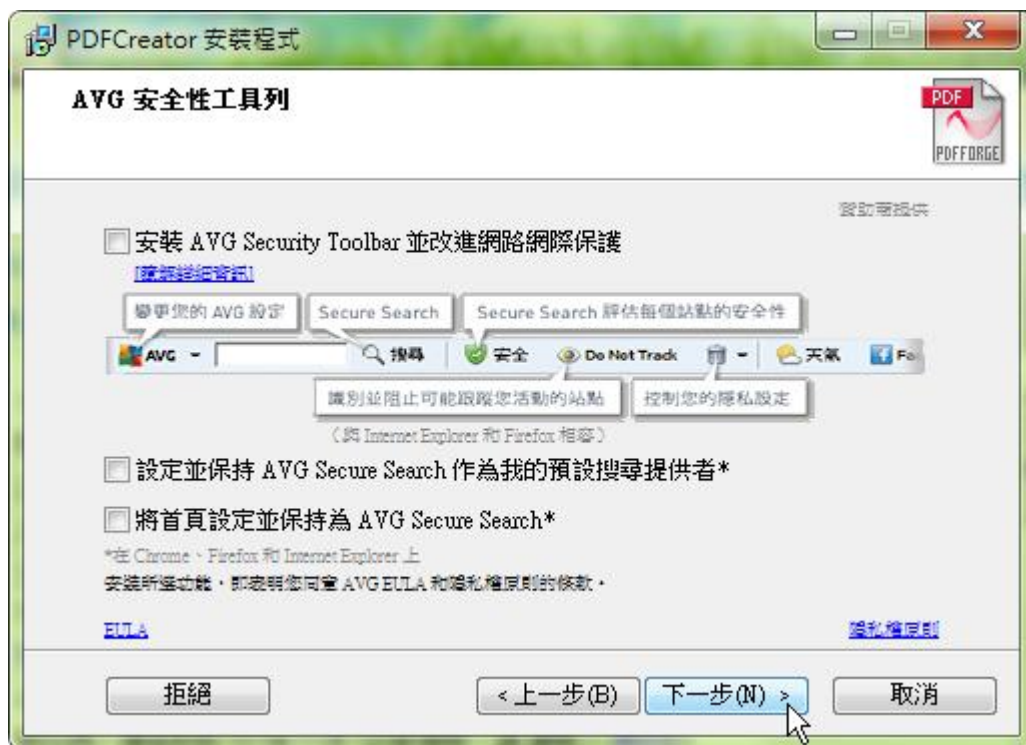 PDFCreator 安裝程式
AVG 安全性工具列
PDF
PDFFORGE
贊助商提供
安裝 AVG Security Toolbar 並改進網路網際保護
[瞭解詳細資訊]
變更您的 AVG 設定 Secure Search Secure Search 評估每個站點的安全性
AVG 搜尋 安全 Do Not Track 天氣 Fa
識別並阻止可能跟蹤您活動的站點 控制您的隱私設定
(與 Internet Explorer 和 Firefox 相容)
設定並保持 AVG Secure Search 作為我的預設搜尋提供者*
將首頁設定並保持為 AVG Secure Search*
*在 Chrome、Firefox 和 Internet Explorer 上
安裝所選功能，即表明您同意 AVG EULA 和隱私權原則的條款。
EULA 隱私權原則
拒絕 <上一步(B) 下一步(N) > 取消